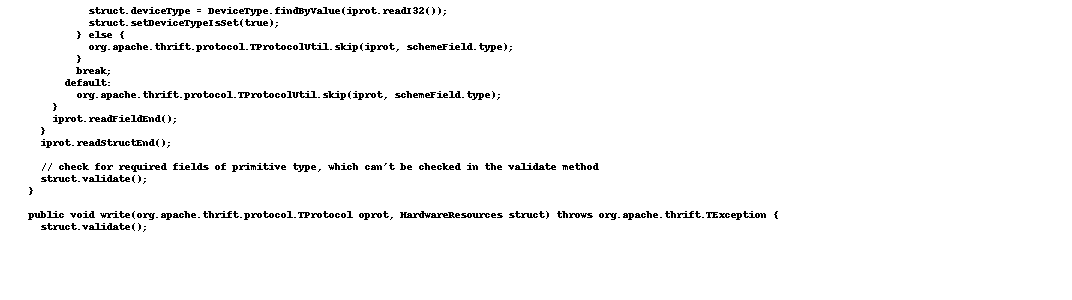 struct.deviceType = DeviceType.findByValue(iprot.readI32());
struct.setDeviceTypeIsSet(true);
} else {
org.apache.thrift.protocol.TProtocolUtil.skip(iprot, schemeField.type);
}
break;
default:
org.apache.thrift.protocol.TProtocolUtil.skip(iprot, schemeField.type);
}
iprot.readFieldEnd();
}
iprot.readStructEnd();
// check for required fields of primitive type, which can't be checked in the validate method
struct.validate();
}
public void write(org.apache.thrift.protocol.TProtocol oprot, HardwareResources struct) throws org.apache.thrift.TException {
struct.validate();